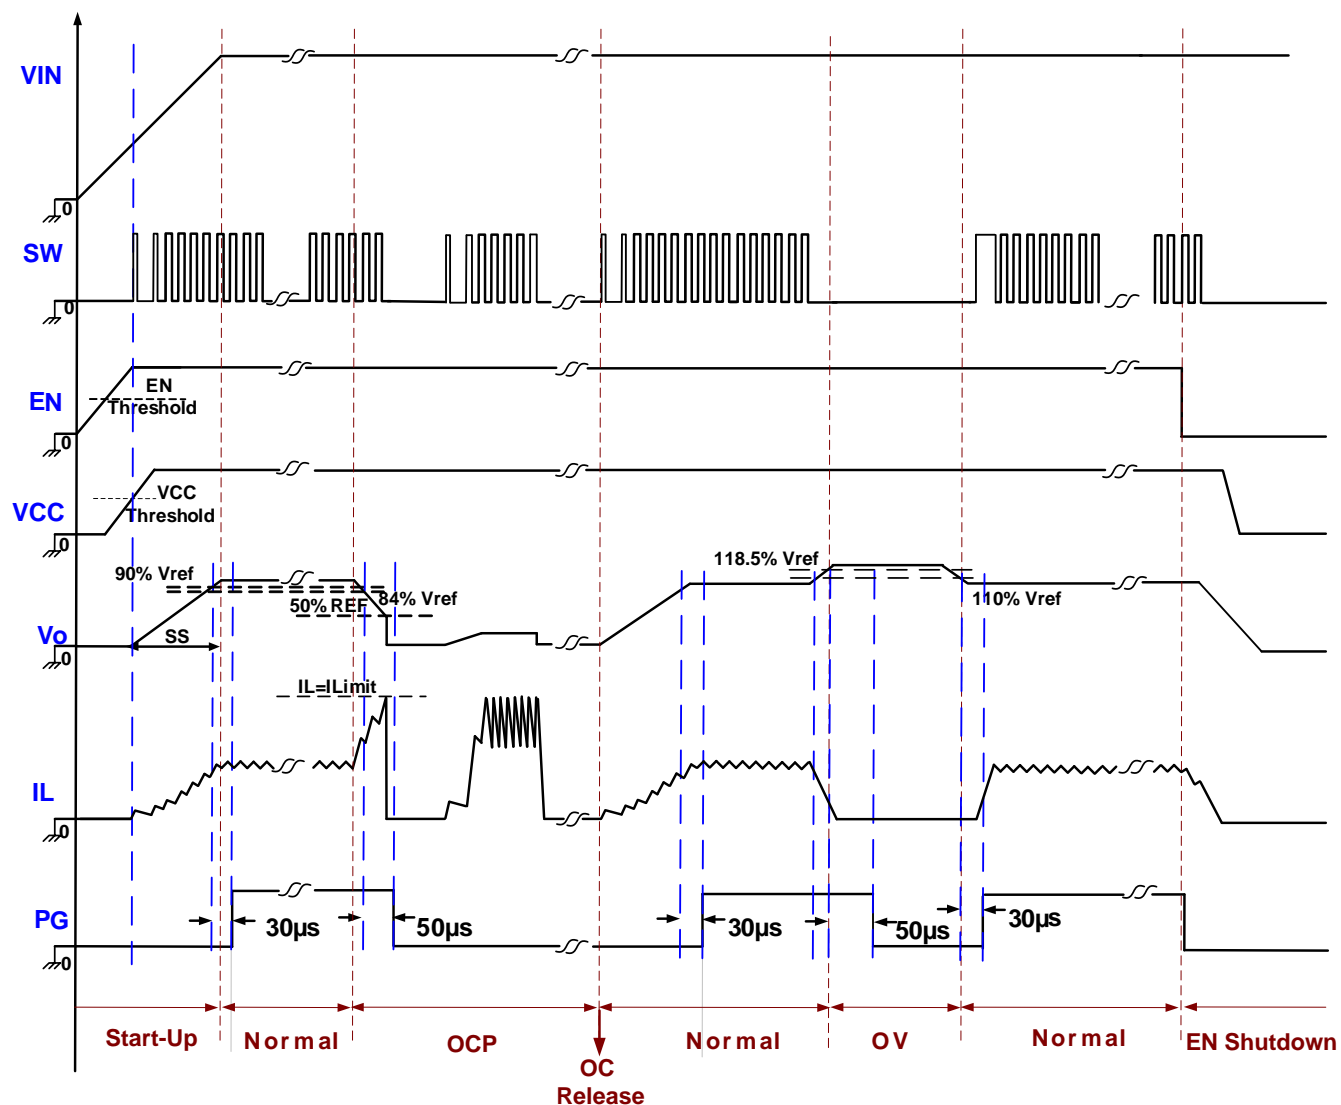 VIN
0
SW
0
EN
EN
Threshold
0
VCC
VCC
Threshold
0
118.5% Vref
90% Vref
50% REF
84% Vref
110% Vref
Vo
SS
0
IL=ILimit
IL
0
PG
30µs
50µs
30µs
50µs
30µs
0
Start-Up
Normal
OCP
Normal
OV
Normal
EN Shutdown
OC
Release